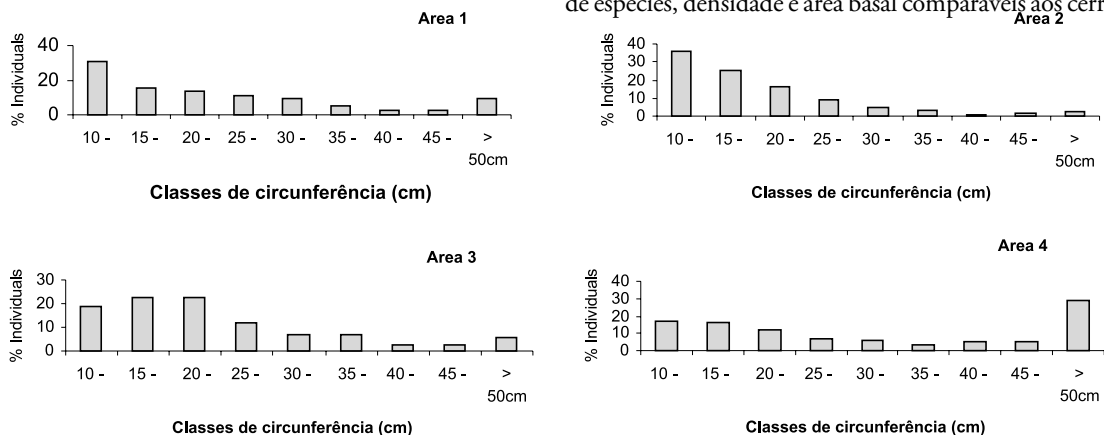 de espécies, densidade e área basal comparáveis aos
Area 1
% Individuals
40
20
0
10 - 15 - 20 - 25 - 30 - 35 - 40 - 45 - >
50cm
Classes de circunferência (cm)
Area 2
% Individuals
40
30
20
10
0
10 - 15 - 20 - 25 - 30 - 35 - 40 - 45 - >
50cm
Classes de circunferência (cm)
Area 3
% Individuals
30
20
10
0
10 - 15 - 20 - 25 - 30 - 35 - 40 - 45 - >
50cm
Classes de circunferência (cm)
Area 4
% Individuals
40
30
20
10
0
10 - 15 - 20 - 25 - 30 - 35 - 40 - 45 - >
50cm
Classes de circunferência (cm)